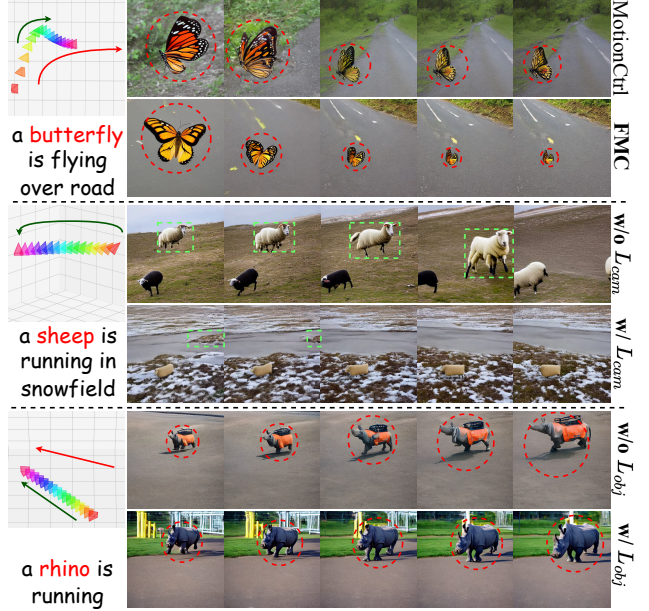 MotionCtrl
a butterfly
is flying
over road
FMC
w/o L_cam
a sheep is
running in
snowfield
w/ L_cam
w/o L_obj
a rhino is
running
w/ L_obj